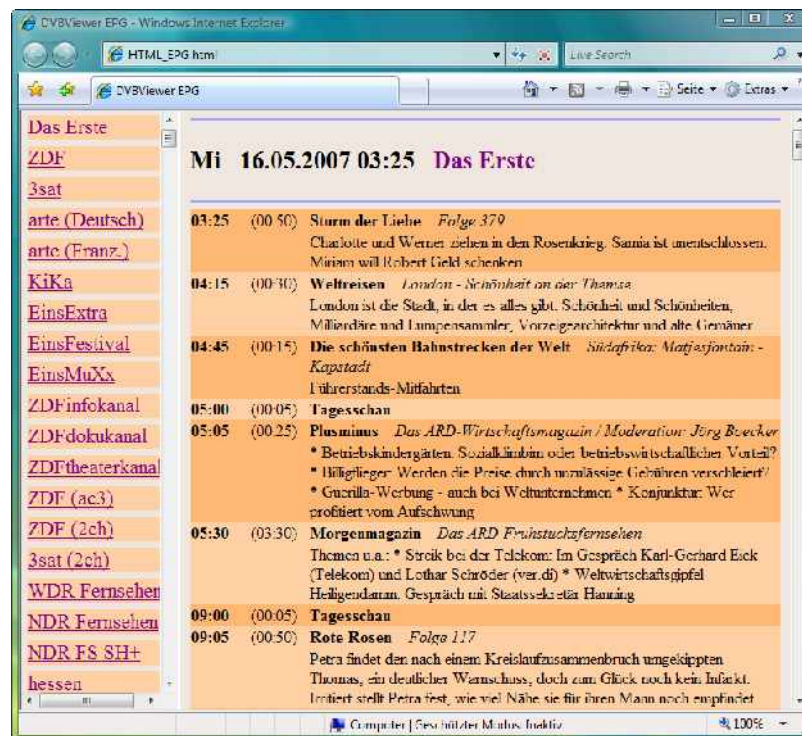 DVBViewer EPG - Windows Internet Explorer
HTML_EPG.html
Live Search
DVBViewer EPG
Seite
Extras
Das Erste
ZDF
3sat
arte (Deutsch)
arte (Franz.)
KiKa
EinsExtra
EinsFestival
EinsMuXx
ZDFinfokanal
ZDFdokukanal
ZDFtheaterkanal
ZDF (ac3)
ZDF (2ch)
3sat (2ch)
WDR Fernsehen
NDR Fernsehen
NDR FS SH+
hessen
Mi 16.05.2007 03:25 Das Erste
03:25 (00:50) Sturm der Liebe Folge 379
Charlotte und Werner ziehen in den Rosenkrieg. Samia ist unentschlossen.
Miriam will Robert Geld schenken
04:15 (00:30) Weltreisen London - Schönheit an der Themse
London ist die Stadt, in der es alles gibt. Schönheit und Schönheiten,
Milliardäre und Lumpensammler, Vorzeigearchitektur und alte Gemäuer
04:45 (00:15) Die schönsten Bahnstrecken der Welt Südafrika: Matjesfontein -
Kapstadt
Führerstands-Mitfahrten
05:00 (00:05) Tagesschau
05:05 (00:25) Plusminus Das ARD-Wirtschaftsmagazin / Moderation: Jörg Boecker
* Betriebskindergärten. Sozialklimbim oder betriebswirtschaftlicher Vorteil?
* Billigflieger: Werden die Preise durch unzulässige Gebühren verschleiert?
* Guerilla-Werbung - auch bei Weltunternehmen * Konjunktur: Wer
profitiert vom Aufschwung
05:30 (03:30) Morgenmagazin Das ARD Frühstücksfernsehen
Themen u.a.: * Streik bei der Telekom: Im Gespräch Karl-Gerhard Eick
(Telekom) und Lothar Schröder (ver.di) * Weltwirtschaftsgipfel
Heiligendamm. Gespräch mit Staatssekretär Hanning
09:00 (00:05) Tagesschau
09:05 (00:50) Rote Rosen Folge 117
Petra findet den nach einem Kreislaufzusammenbruch umgekippten
Thomas, ein deutlicher Warnschuss, doch zum Glück noch kein Infarkt.
Irritiert stellt Petra fest, wie viel Nähe sie für ihren Mann noch empfindet
Computer | Geschützter Modus: Inaktiv
100%